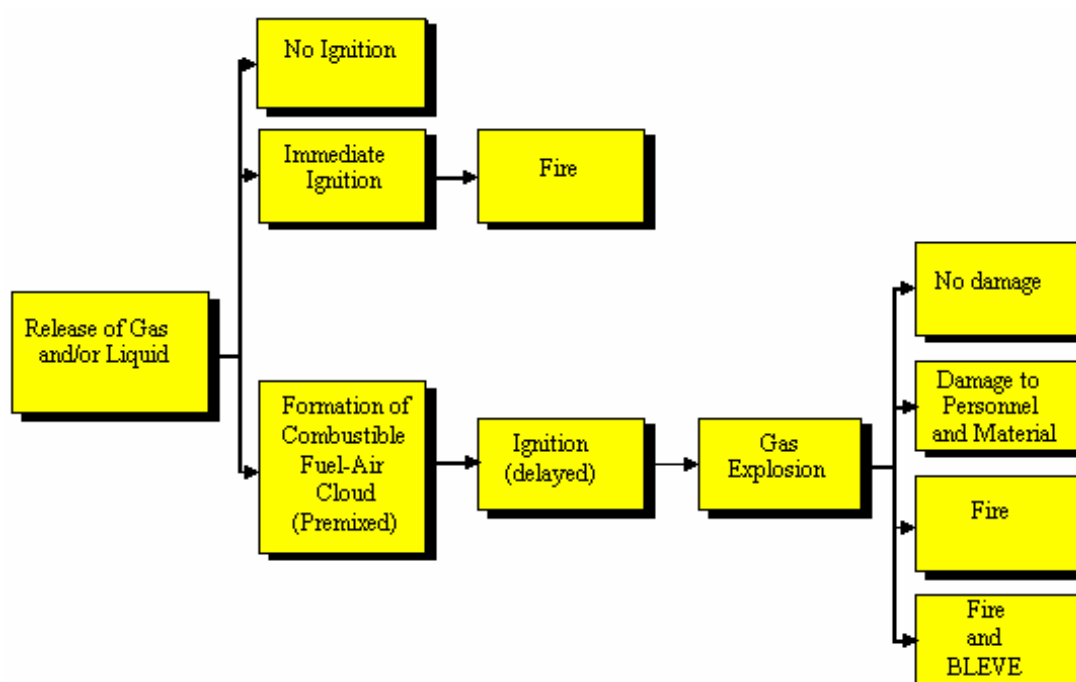 No Ignition
Immediate
Ignition
Fire
Release of Gas
and/or Liquid
Formation of
Combustible
Fuel-Air
Cloud
(Premixed)
Ignition
(delayed)
Gas
Explosion
No damage
Damage to
Personnel
and Material
Fire
Fire
and
BLEVE